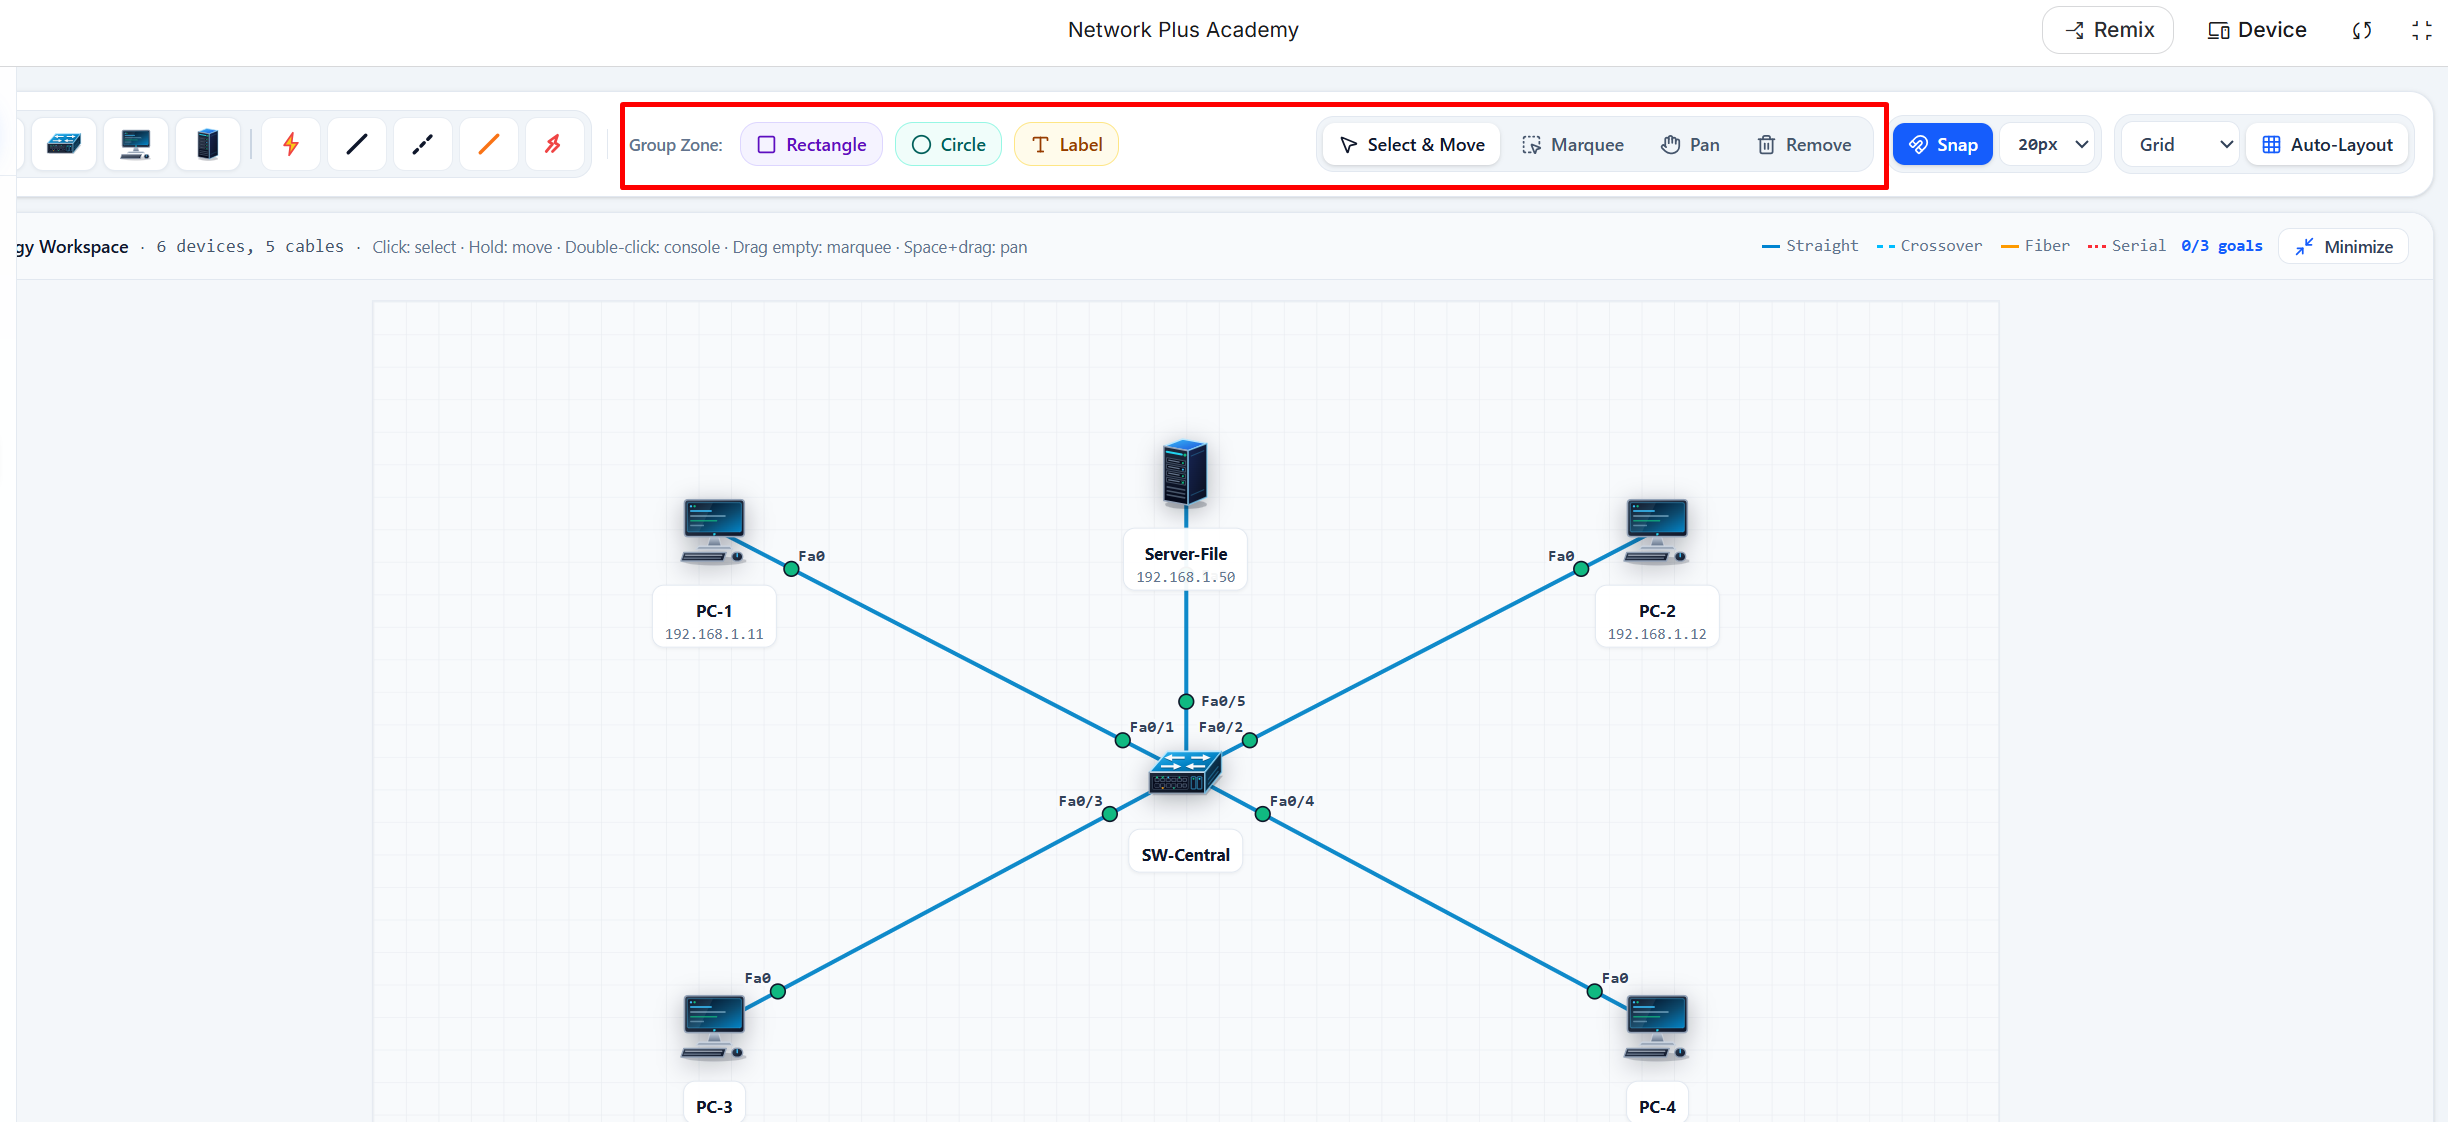 Network Plus Academy
Remix
Device
Group Zone:
Rectangle
Circle
Label
Select & Move
Marquee
Pan
Remove
Snap
20px
Grid
Auto-Layout
gy Workspace · 6 devices, 5 cables · Click: select · Hold: move · Double-click: console · Drag empty: marquee · Space+drag: pan
Straight
Crossover
Fiber
Serial
0/3 goals
Minimize
Server-File
192.168.1.50
PC-1
192.168.1.11
Fa0
PC-2
192.168.1.12
Fa0
Fa0/5
Fa0/1
Fa0/2
Fa0/3
Fa0/4
SW-Central
Fa0
Fa0
PC-3
PC-4